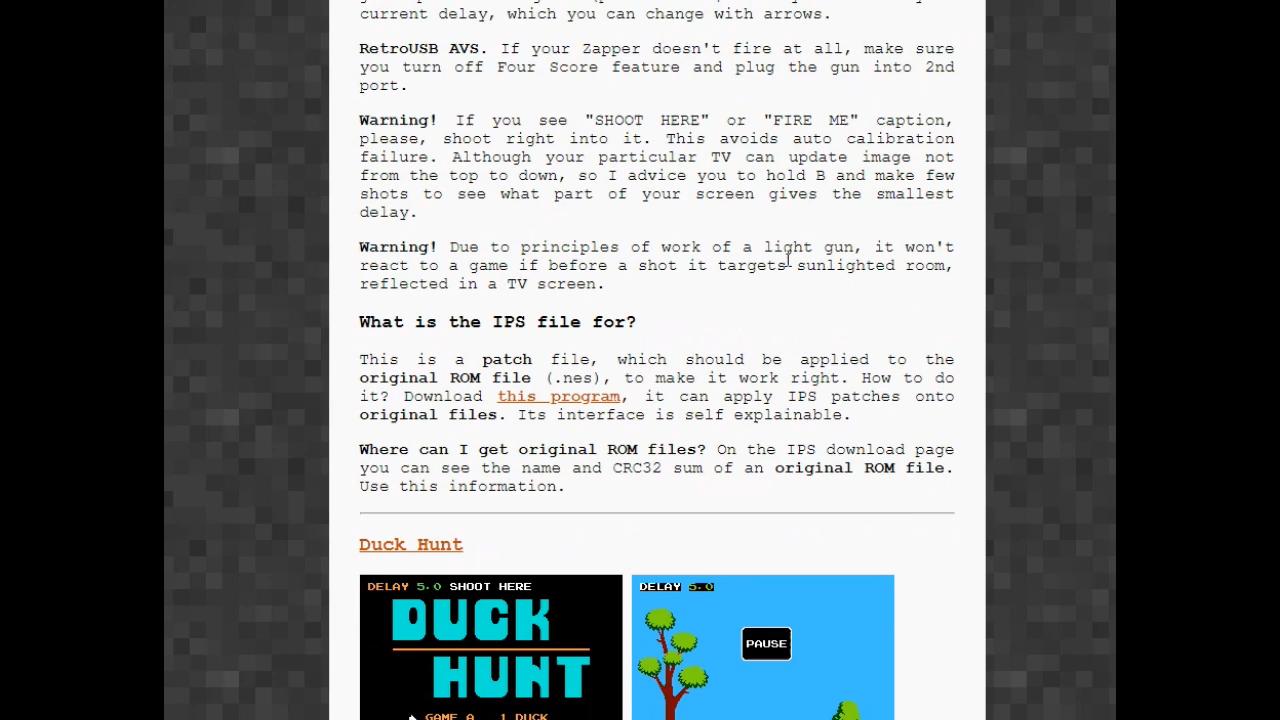 current delay, which you can change with arrows.
RetroUSB AVS. If your Zapper doesn't fire at all, make sure
you turn off Four Score feature and plug the gun into 2nd
port.
Warning! If you see "SHOOT HERE" or "FIRE ME" caption,
please, shoot right into it. This avoids auto calibration
failure. Although your particular TV can update image not
from the top to down, so I advice you to hold B and make few
shots to see what part of your screen gives the smallest
delay.
Warning! Due to principles of work of a light gun, it won't
react to a game if before a shot it targets sunlighted room,
reflected in a TV screen.
What is the IPS file for?
This is a patch file, which should be applied to the
original ROM file (.nes), to make it work right. How to do
it? Download this program, it can apply IPS patches onto
original files. Its interface is self explainable.
Where can I get original ROM files? On the IPS download page
you can see the name and CRC32 sum of an original ROM file.
Use this information.
Duck Hunt
DELAY 5.0 SHOOT HERE
DUCK
HUNT
GAME A 1 DUCK
DELAY 5.0
PAUSE